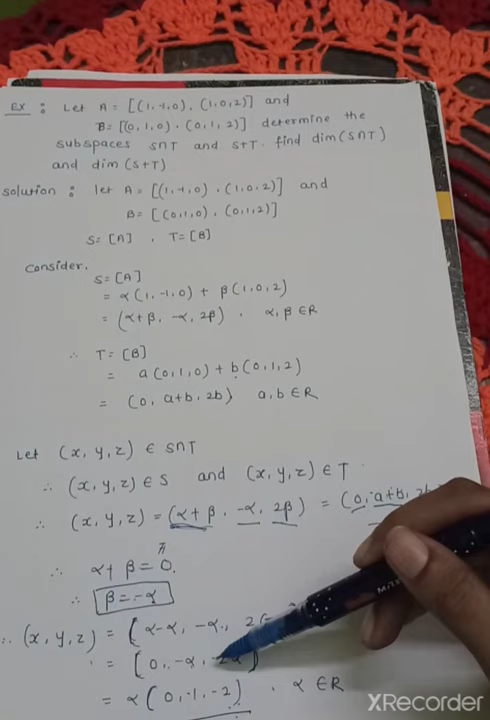 Ex : Let A = [(1,-1,0), (1,0,2)] and
B = [(0,1,0), (0,1,2)] determine the
subspaces S∩T and S+T. find dim(S∩T)
and dim (S+T)
Solution : let A = [(1,-1,0), (1,0,2)] and
B = [(0,1,0), (0,1,2)]
S = [A] , T = [B]
Consider,
S = [A]
= α(1,-1,0) + β(1,0,2)
= (α+β, -α, 2β) , α,β ∈ R
∴ T = [B]
= a(0,1,0) + b(0,1,2)
= (0, a+b, 2b) a,b ∈ R
Let (x,y,z) ∈ S∩T
∴ (x,y,z) ∈ S and (x,y,z) ∈ T
∴ (x,y,z) = (α+β, -α, 2β) = (0, a+b,
∴ α+β = 0.
∴ β = -α
∴ (x,y,z) = (α-α, -α,
= [0, -α, -2α)
= α(0,-1,-2) , α ∈ R
XRecorder